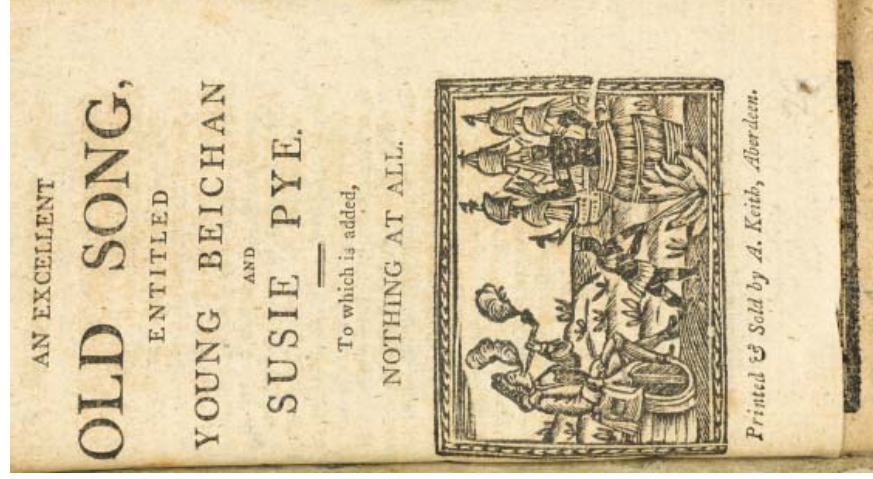 AN EXCELLENT
OLD SONG,
ENTITLED
YOUNG BEICHAN
AND
SUSIE PYE.
To which is added,
NOTHING AT ALL.
Printed & Sold by A. Keith, Aberdeen.